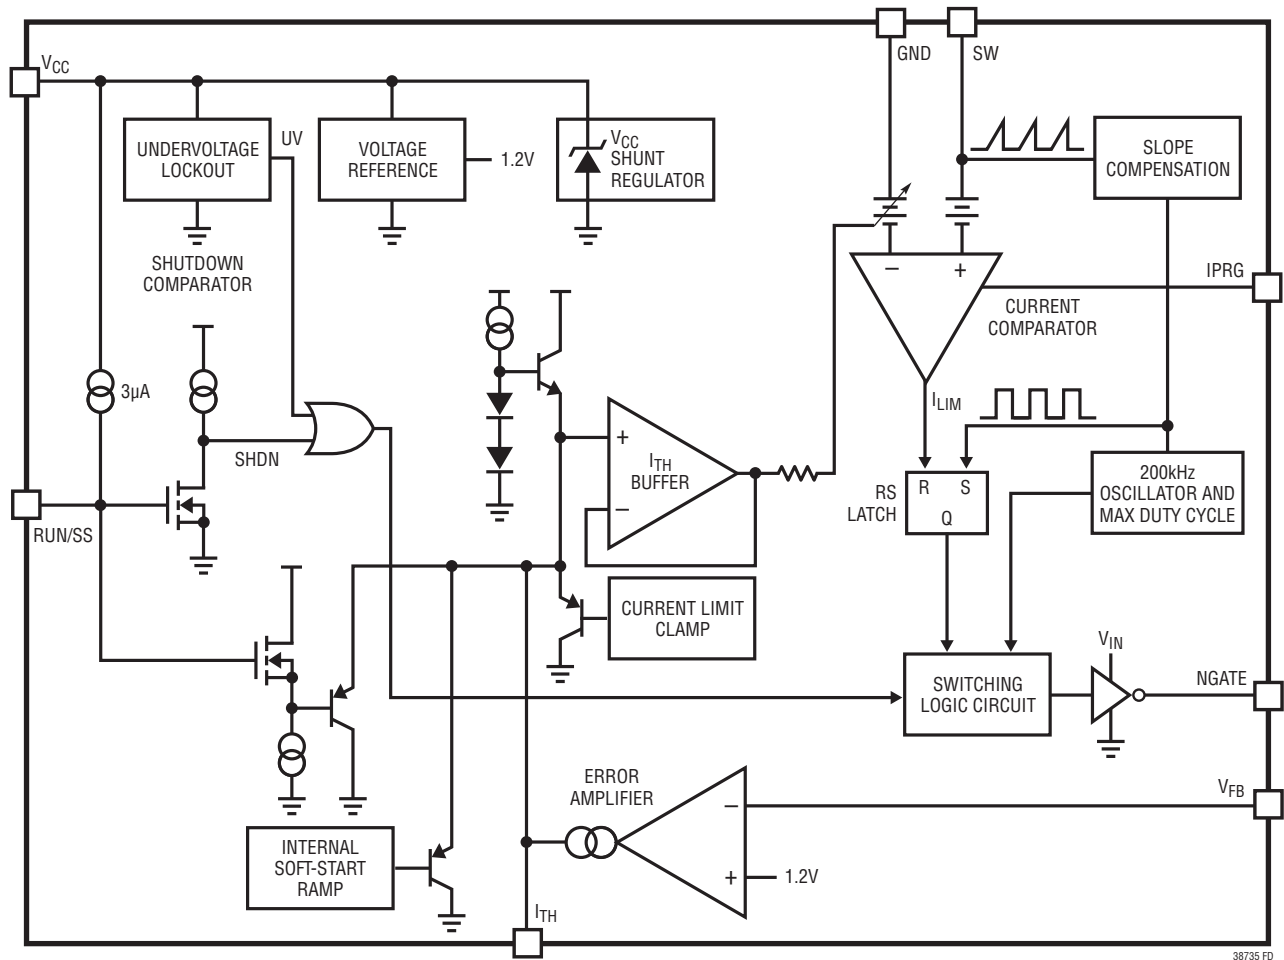 GND
SW
VCC
UV
UNDERVOLTAGE
LOCKOUT
VOLTAGE
REFERENCE
1.2V
VCC
SHUNT
REGULATOR
SLOPE
COMPENSATION
SHUTDOWN
COMPARATOR
−
+
IPRG
CURRENT
COMPARATOR
3µA
ILIM
SHDN
+
ITH
BUFFER
−
RS
LATCH
R S
Q
200kHz
OSCILLATOR AND
MAX DUTY CYCLE
RUN/SS
CURRENT LIMIT
CLAMP
VIN
SWITCHING
LOGIC CIRCUIT
NGATE
ERROR
AMPLIFIER
−
VFB
+
1.2V
INTERNAL
SOFT-START
RAMP
ITH
38735 FD